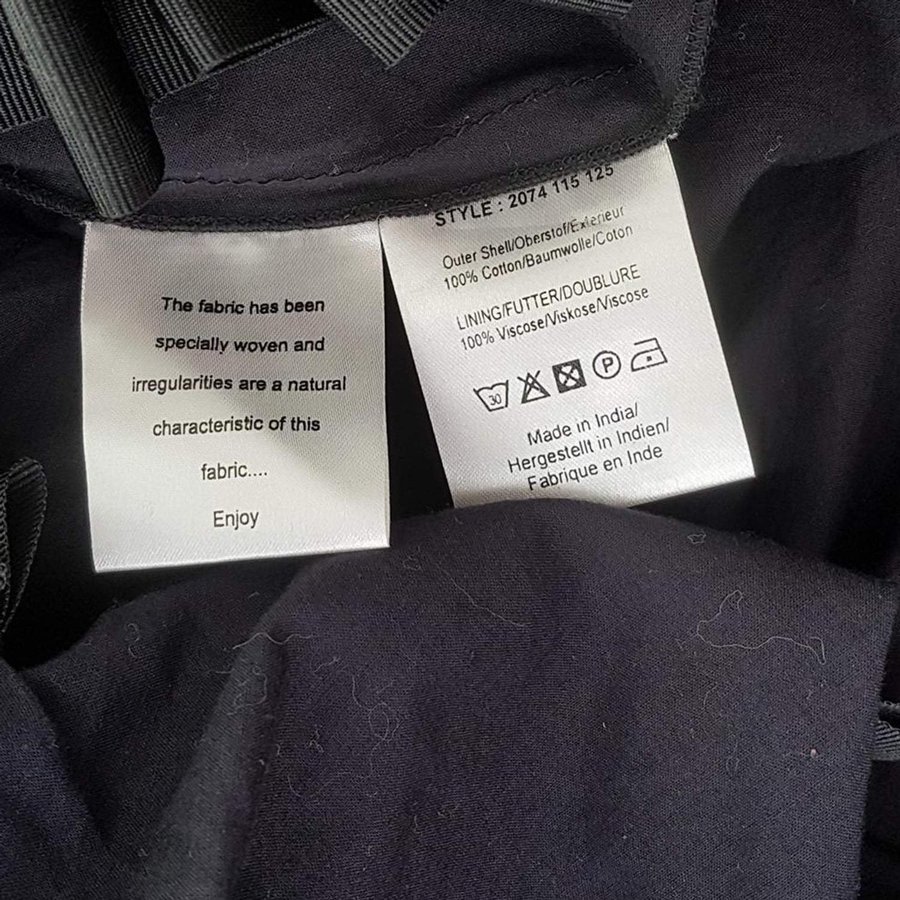 The fabric has been
specially woven and
irregularities are a natural
characteristic of this
fabric....
Enjoy
STYLE : 2074 115 125
Outer Shell/Oberstof/Exterieur
100% Cotton/Baumwolle/Coton
LINING/FUTTER/DOUBLURE
100% Viscose/Viskose/Viscose
30
P
Made in India/
Hergestellt in Indien/
Fabrique en Inde